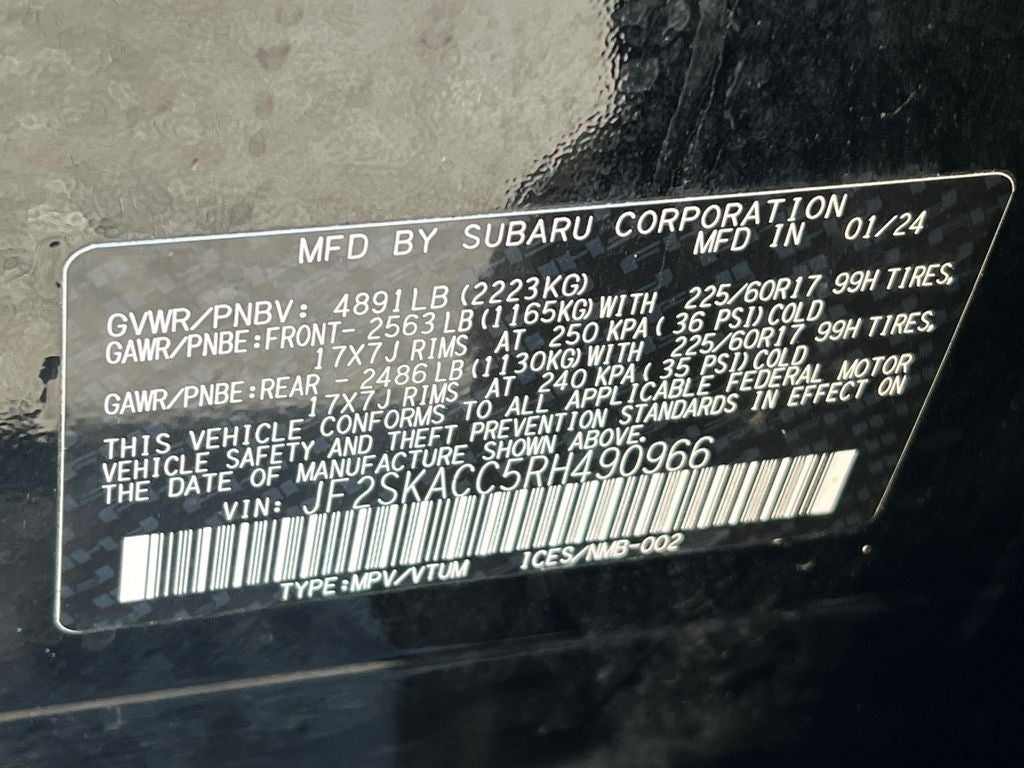 MFD BY SUBARU CORPORATION
MFD IN 01/24
GVWR/PNBV: 4891LB(2223KG)
GAWR/PNBE:FRONT- 2563LB(1165KG)WITH 225/60R17 99H TIRES,
17X7J RIMS AT 250 KPA( 36 PSI)COLD
GAWR/PNBE:REAR - 2486LB(1130KG)WITH 225/60R17 99H TIRES,
17X7J RIMS AT 240 KPA( 35 PSI)COLD
THIS VEHICLE CONFORMS TO ALL APPLICABLE FEDERAL MOTOR
VEHICLE SAFETY AND THEFT PREVENTION STANDARDS IN EFFECT ON
THE DATE OF MANUFACTURE SHOWN ABOVE.
VIN: JF2SKACC5RH490966
TYPE:MPV/VTUM ICES/NMB-002